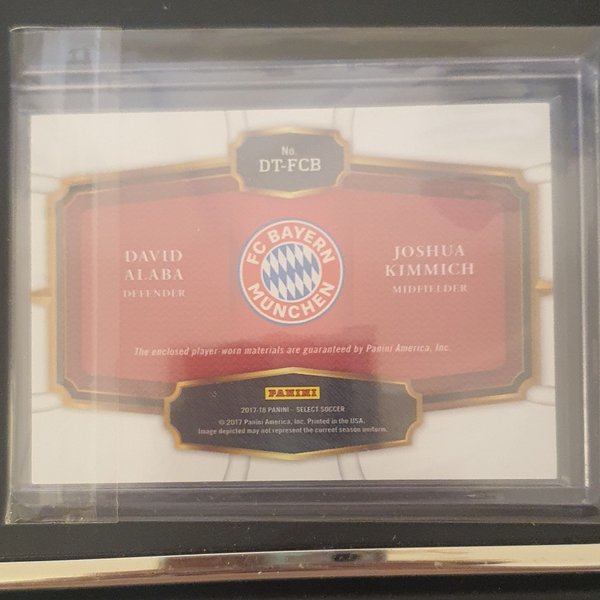 No.
DT-FCB
DAVID
ALABA
DEFENDER
FC BAYERN
MÜNCHEN
JOSHUA
KIMMICH
MIDFIELDER
The enclosed player-worn materials are guaranteed by Panini America, Inc.
PANINI
2017-18 PANINI - SELECT SOCCER
© 2017 Panini America, Inc. Printed in the USA.
Image depicted may not represent the current season uniform.